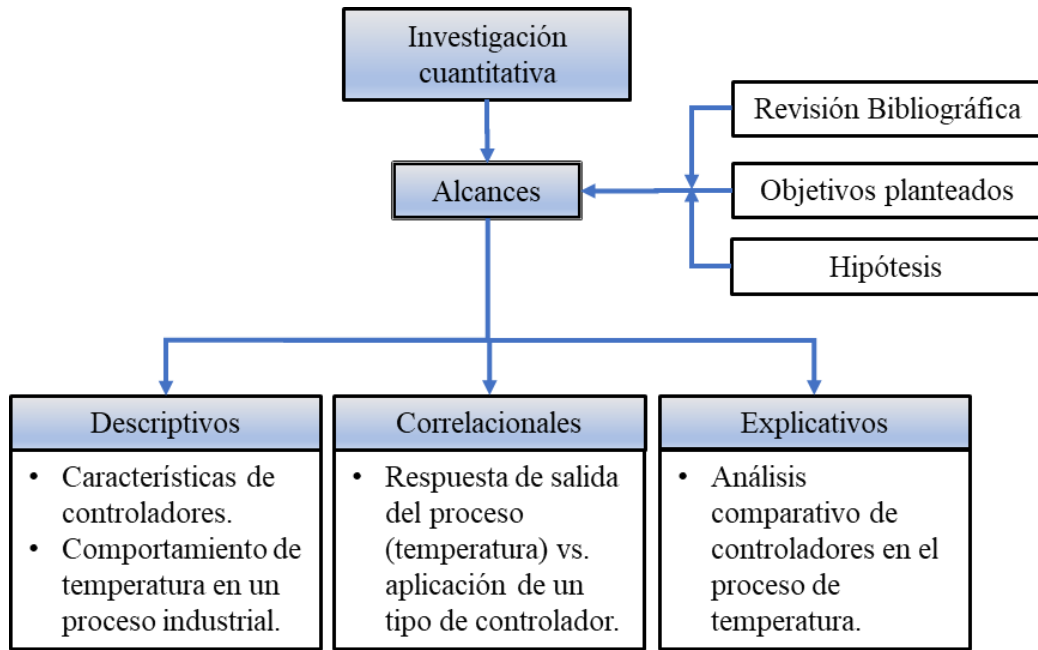 Investigación
cuantitativa
Revisión Bibliográfica
Alcances
Objetivos planteados
Hipótesis
Descriptivos
• Características de
controladores.
• Comportamiento de
temperatura en un
proceso industrial.
Correlacionales
• Respuesta de salida
del proceso
(temperatura) vs.
aplicación de un
tipo de controlador.
Explicativos
• Análisis
comparativo de
controladores en el
proceso de
temperatura.